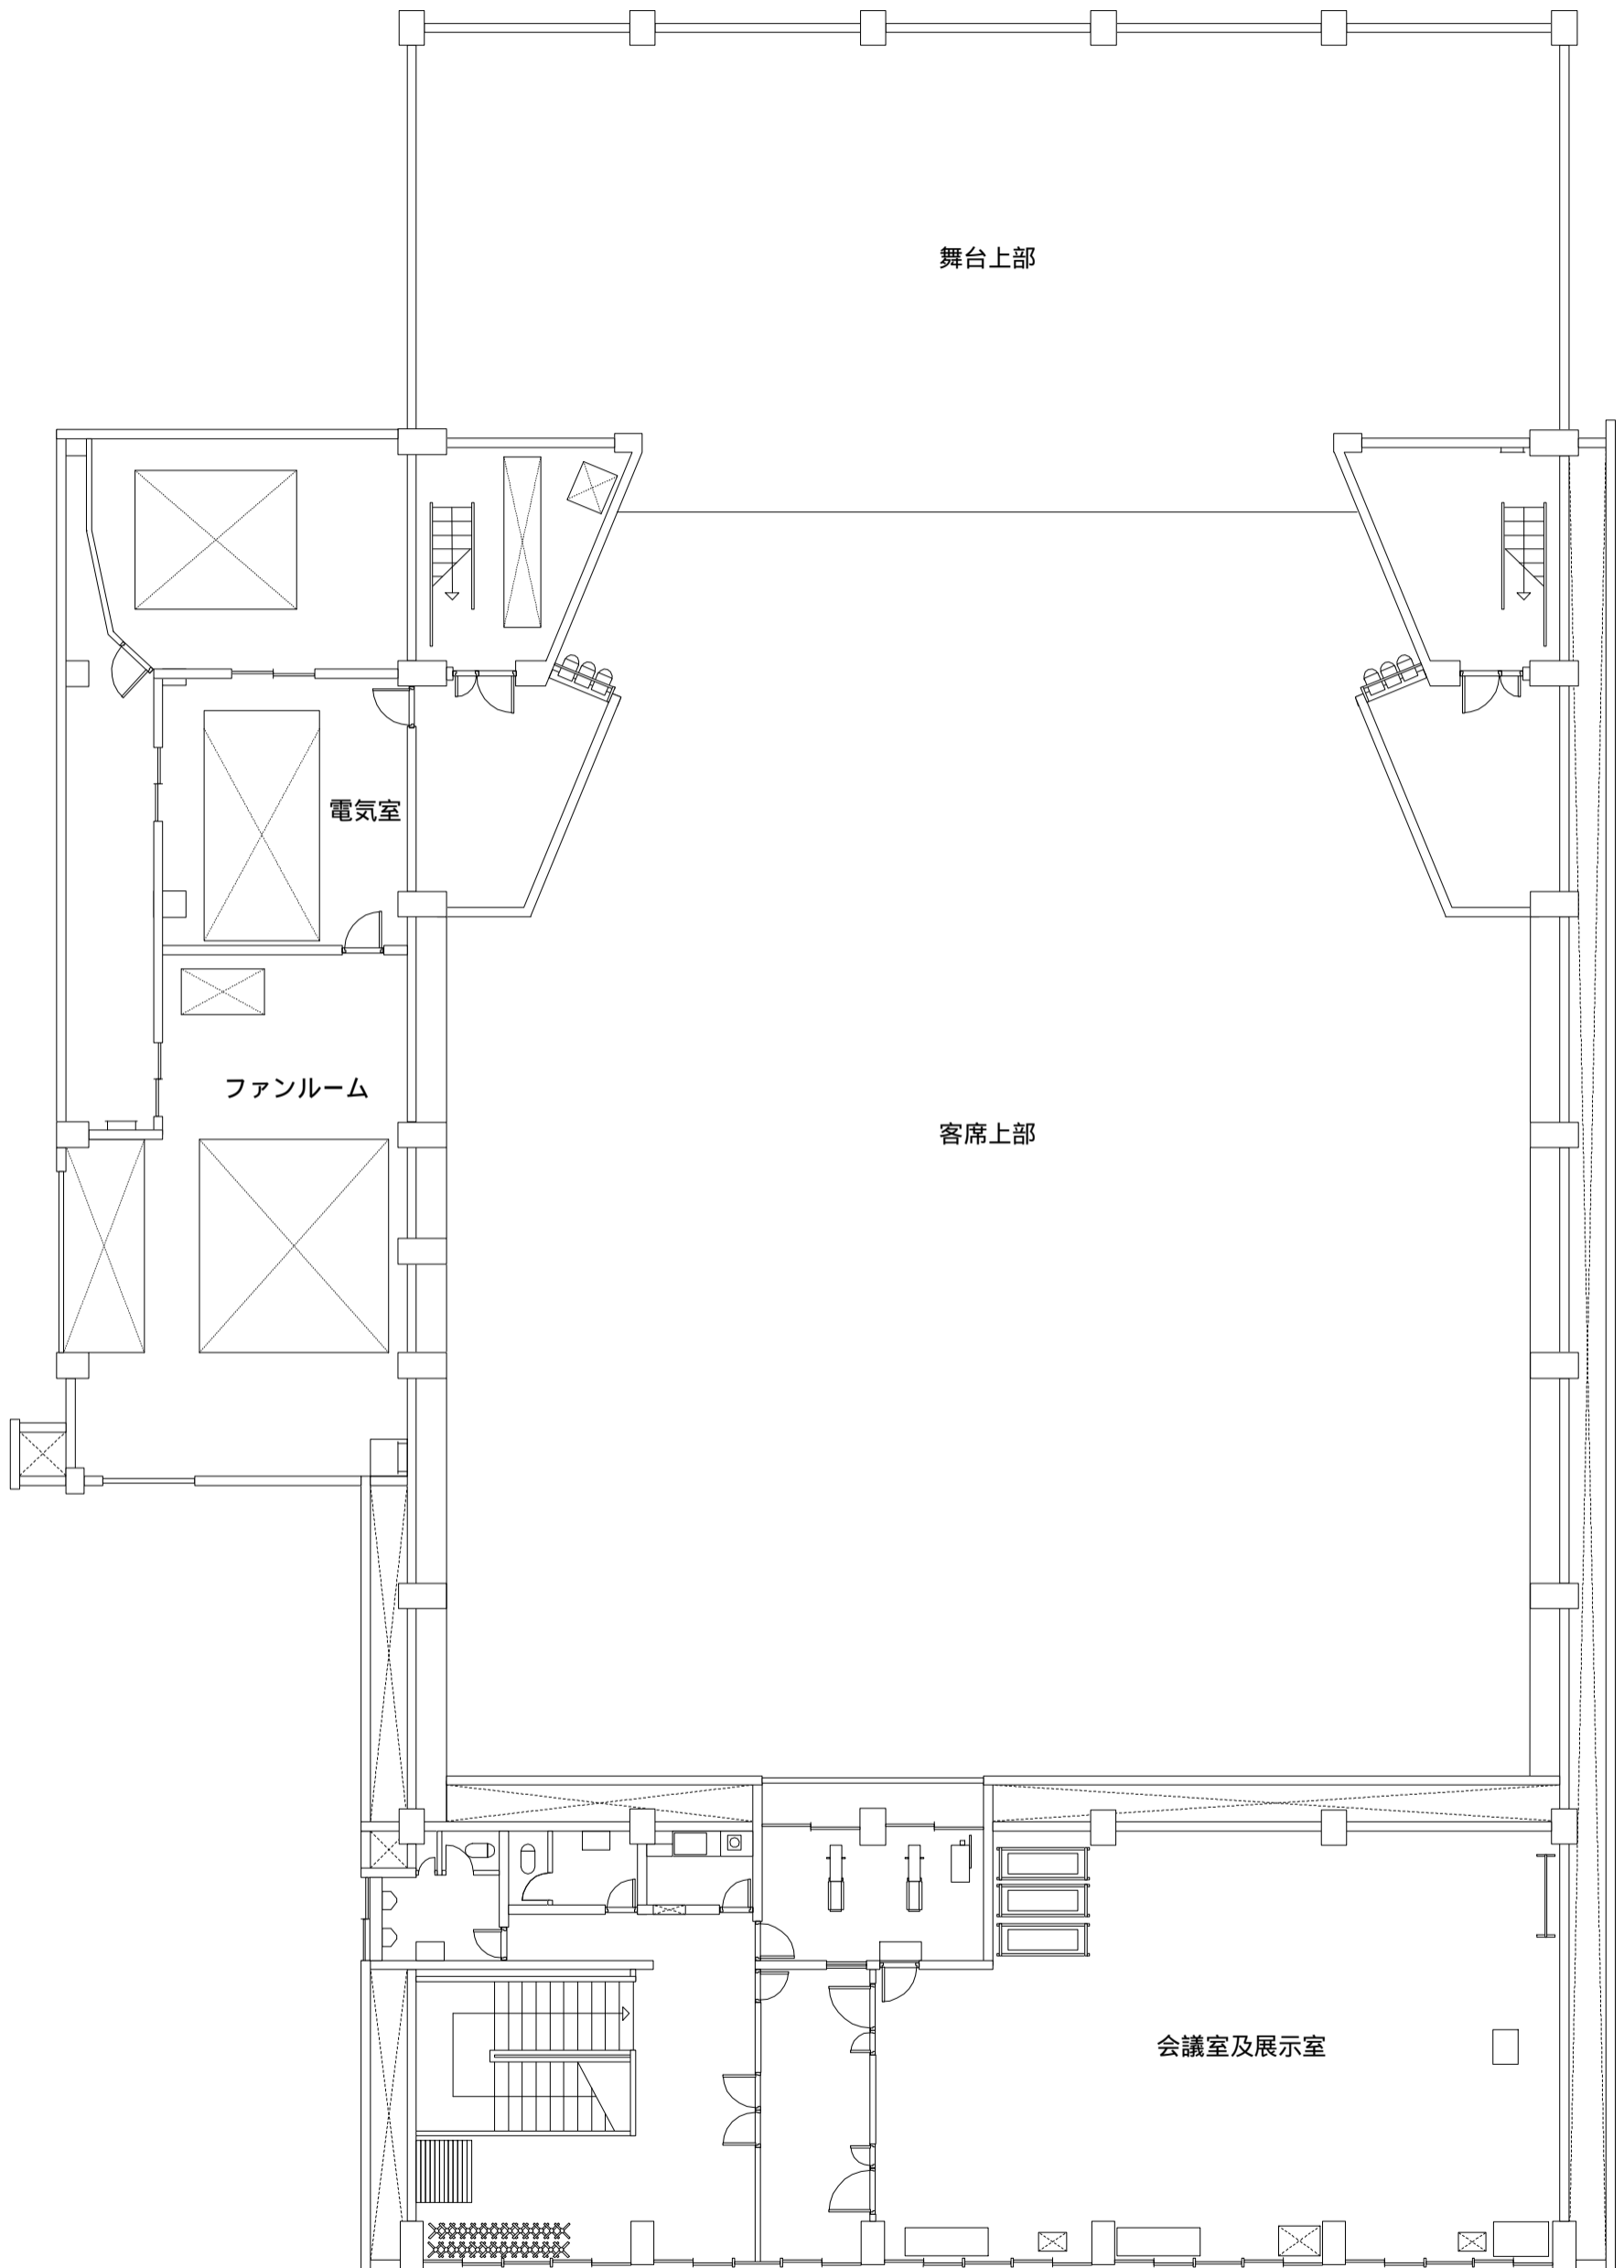 舞台上部
電気室
ファンルーム
客席上部
会議室及展示室